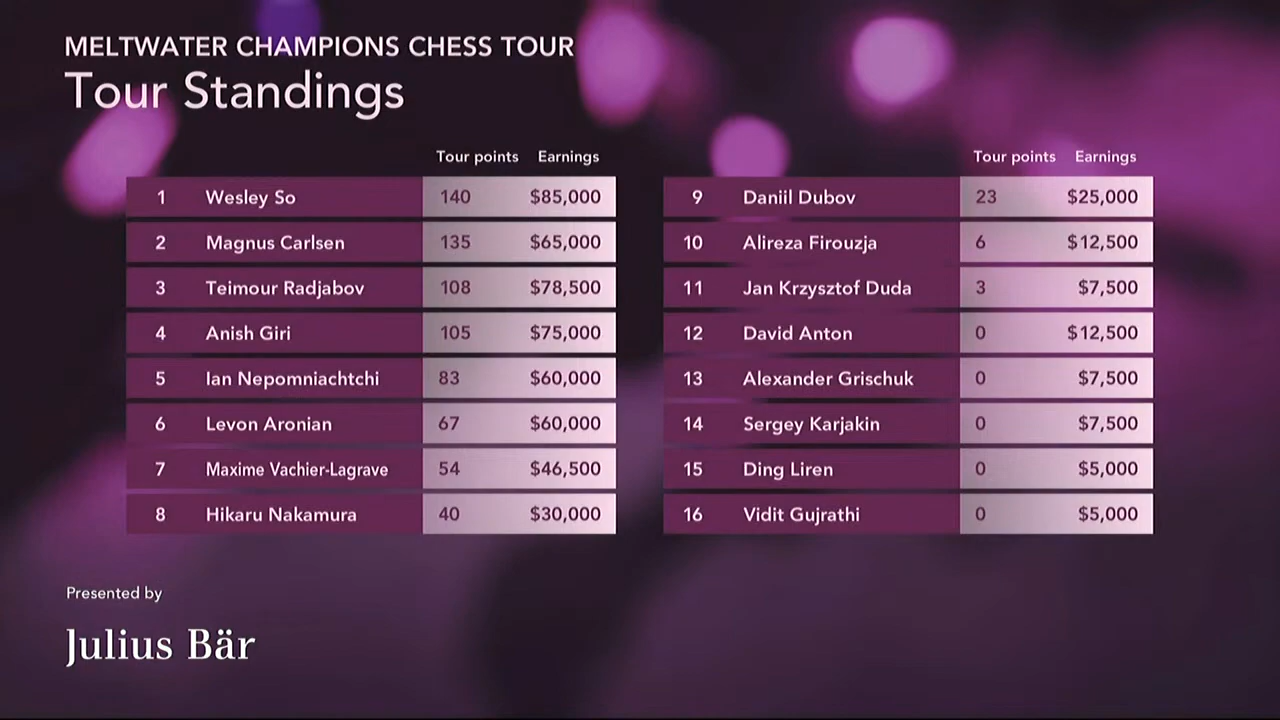 MELTWATER CHAMPIONS CHESS TOUR
Tour Standings
Tour points Earnings
1 Wesley So 140 $85,000
2 Magnus Carlsen 135 $65,000
3 Teimour Radjabov 108 $78,500
4 Anish Giri 105 $75,000
5 Ian Nepomniachtchi 83 $60,000
6 Levon Aronian 67 $60,000
7 Maxime Vachier-Lagrave 54 $46,500
8 Hikaru Nakamura 40 $30,000
Tour points Earnings
9 Daniil Dubov 23 $25,000
10 Alireza Firouzja 6 $12,500
11 Jan Krzysztof Duda 3 $7,500
12 David Anton 0 $12,500
13 Alexander Grischuk 0 $7,500
14 Sergey Karjakin 0 $7,500
15 Ding Liren 0 $5,000
16 Vidit Gujrathi 0 $5,000
Presented by
Julius Bär